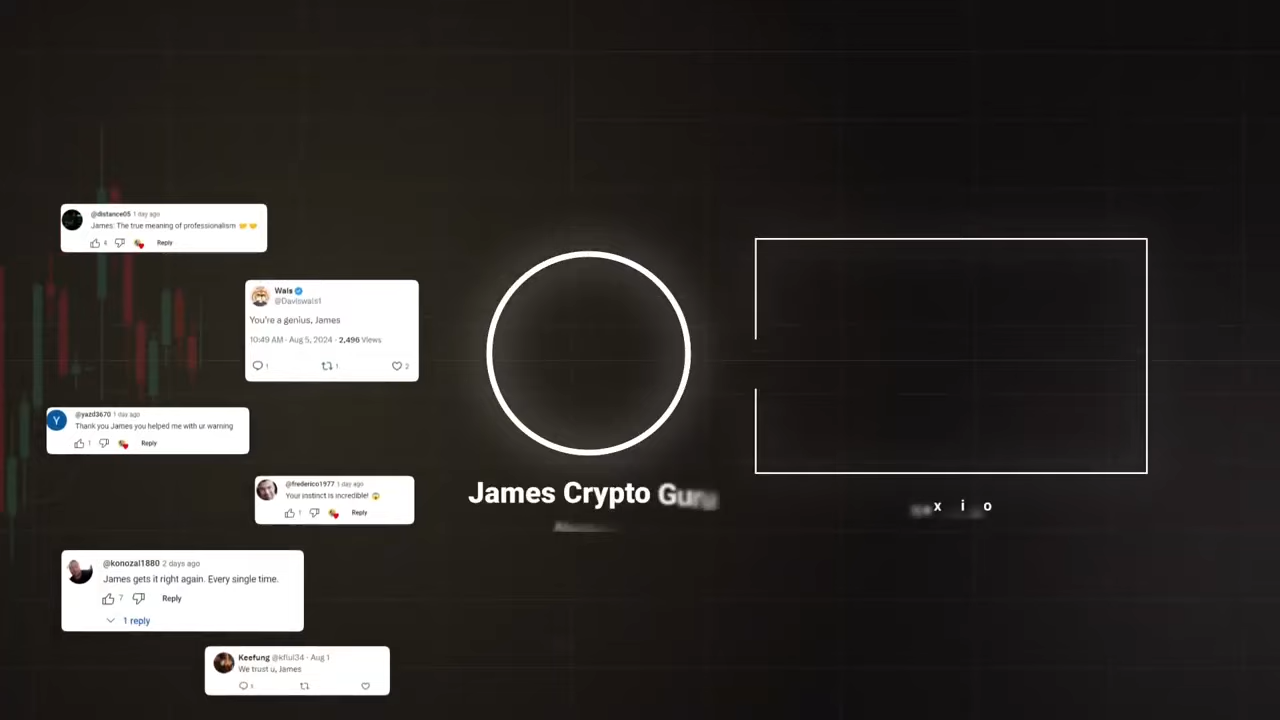 @distance05 1 day ago
James: The true meaning of professionalism 🤝 🤝
4 Reply
Wals
@Daviswals1
You're a genius, James
10:49 AM · Aug 5, 2024 · 2,496 Views
1 1 2
@yazd3670 1 day ago
Y
Thank you James you helped me with ur warning
1 Reply
@frederico1977 1 day ago
Your instinct is incredible! 😱
1 Reply
James Crypto Guru
x i o
@konozal1880 2 days ago
James gets it right again. Every single time.
7 Reply
1 reply
Keefung @kflui34 · Aug 1
We trust u, James